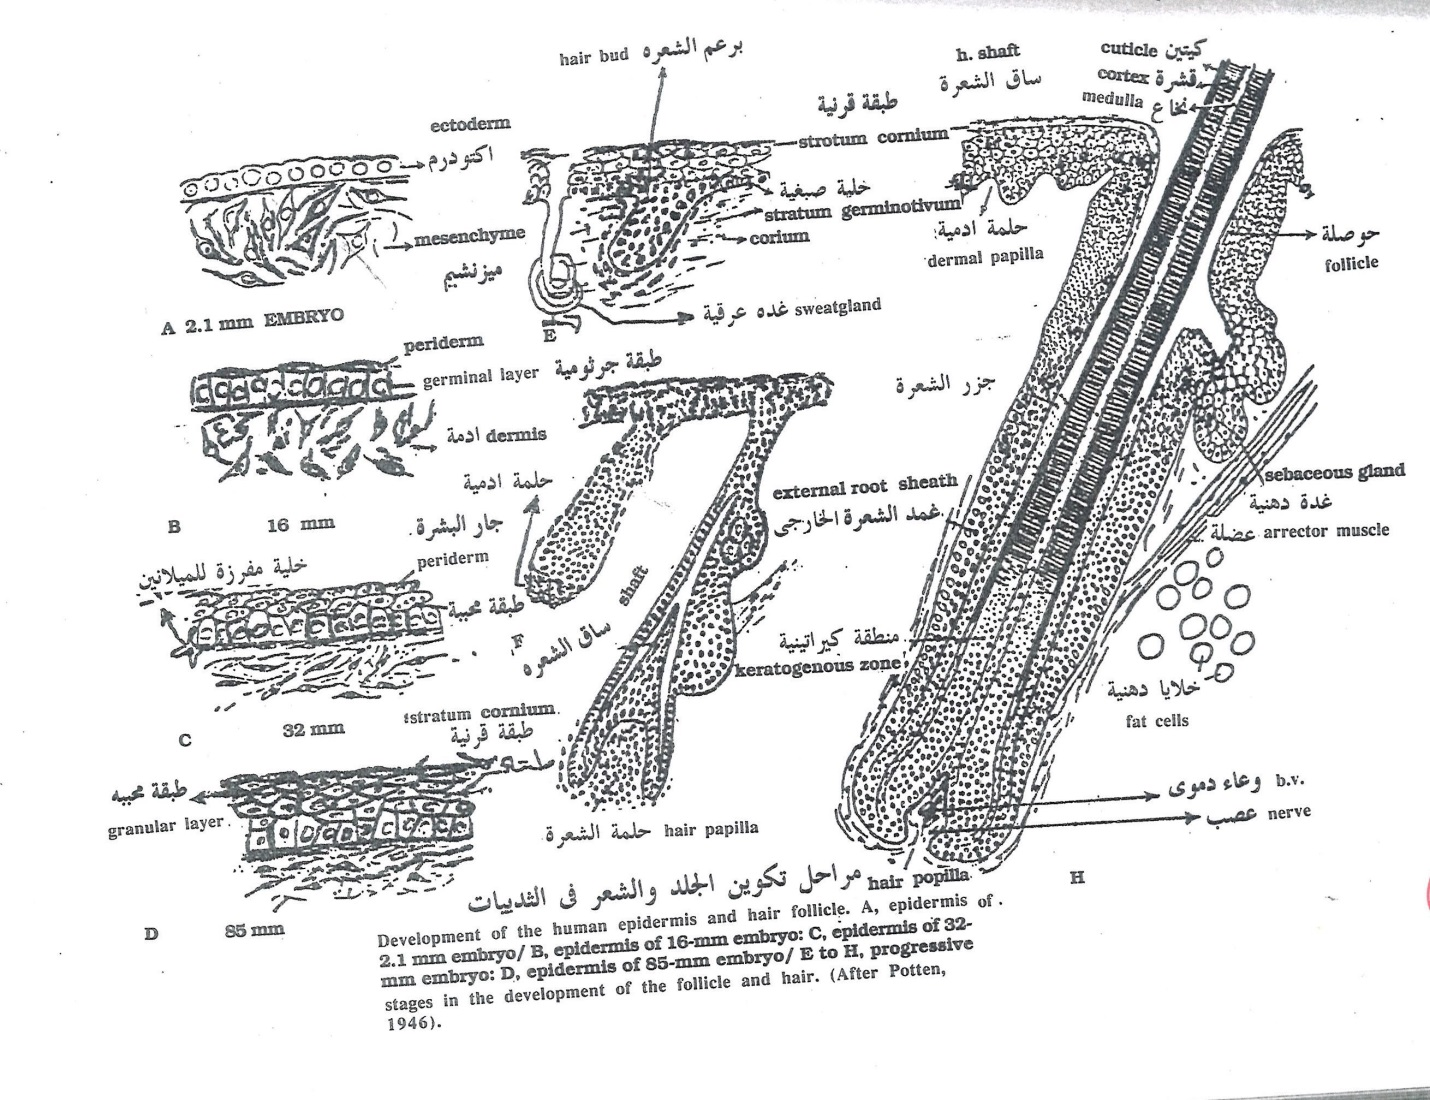 hair bud برعم الشعره
h. shaft
ساق الشعرة
cuticle كيتين
cortex قشرة
medulla نخاع
طبقة قرنية
strotum cornium
ectoderm
اكتودرم
mesenchyme
ميزنشيم
A 2.1 mm EMBRYO
خلية صبغية
stratum germinotivum
corium
حلمة ادمية
dermal papilla
حوصلة
follicle
غده عرقية sweatgland
E
periderm
germinal layer طبقة جرثومية
ادمة dermis
B 16 mm
جزر الشعرة
حلمة ادمية
external root sheath
غمد الشعرة الخارجى
sebaceous gland
غدة دهنية
عضلة arrector muscle
جار البشرة
periderm
خلية مفرزة للميلانين
طبقة محببة
C 32 mm
F
shaft
ساق الشعره
منطقة كيراتينية
keratogenous zone
خلايا دهنية
fat cells
stratum cornium
طبقة قرنية
طبقة محببه
granular layer
D 85 mm
حلمة الشعرة hair papilla
وعاء دموى b.v.
عصب nerve
hair popilla
H
مراحل تكوين الجلد والشعر فى الثدييات
Development of the human epidermis and hair follicle. A, epidermis of
2.1 mm embryo/ B, epidermis of 16-mm embryo: C, epidermis of 32-
mm embryo: D, epidermis of 85-mm embryo/ E to H, progressive
stages in the development of the follicle and hair. (After Potten,
1946).